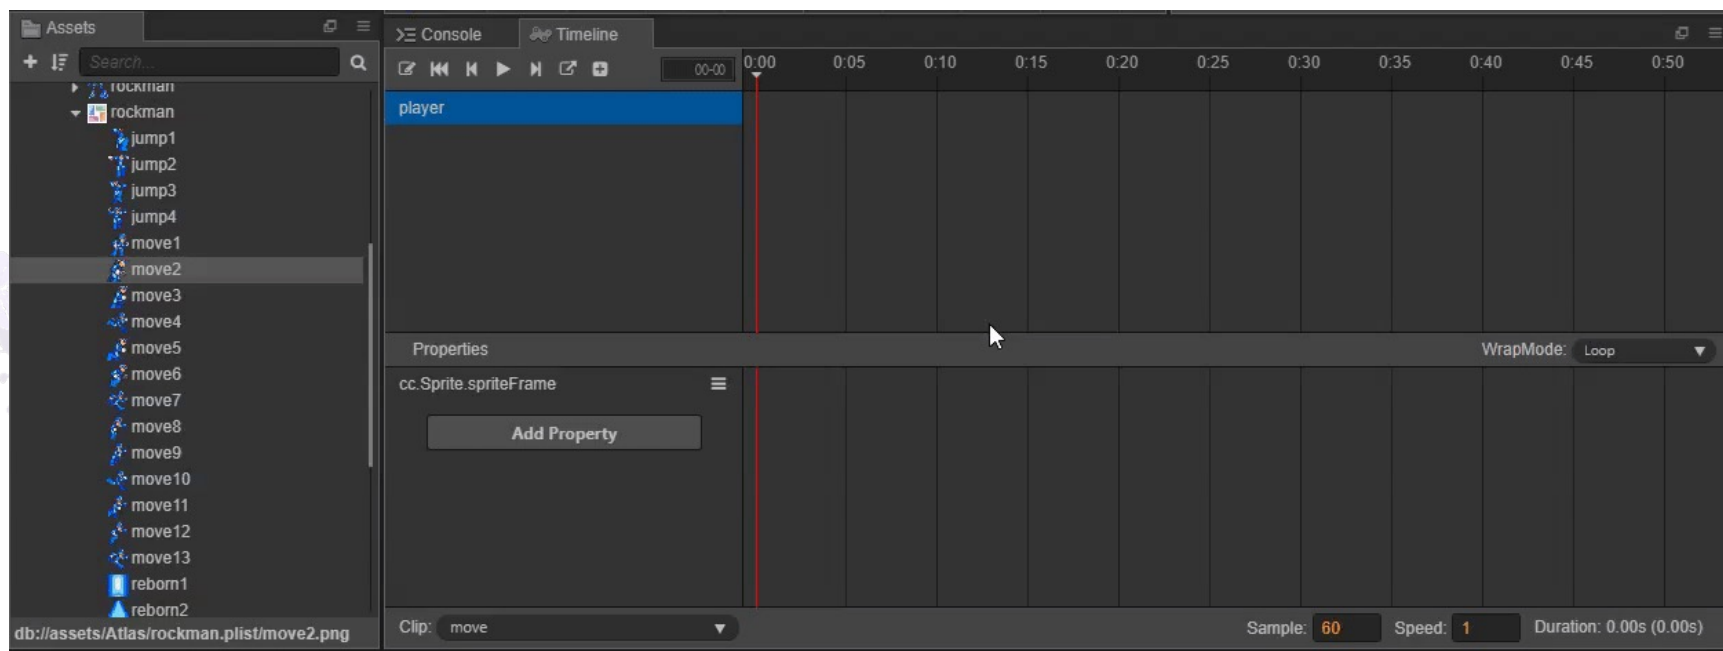 Assets
Search...
rockman
rockman
jump1
jump2
jump3
jump4
move1
move2
move3
move4
move5
move6
move7
move8
move9
move10
move11
move12
move13
reborn1
reborn2
db://assets/Atlas/rockman.plist/move2.png
Console Timeline
00-00 0:00 0:05 0:10 0:15 0:20 0:25 0:30 0:35 0:40 0:45 0:50
player
Properties WrapMode: Loop
cc.Sprite.spriteFrame
Add Property
Clip: move Sample: 60 Speed: 1 Duration: 0.00s (0.00s)